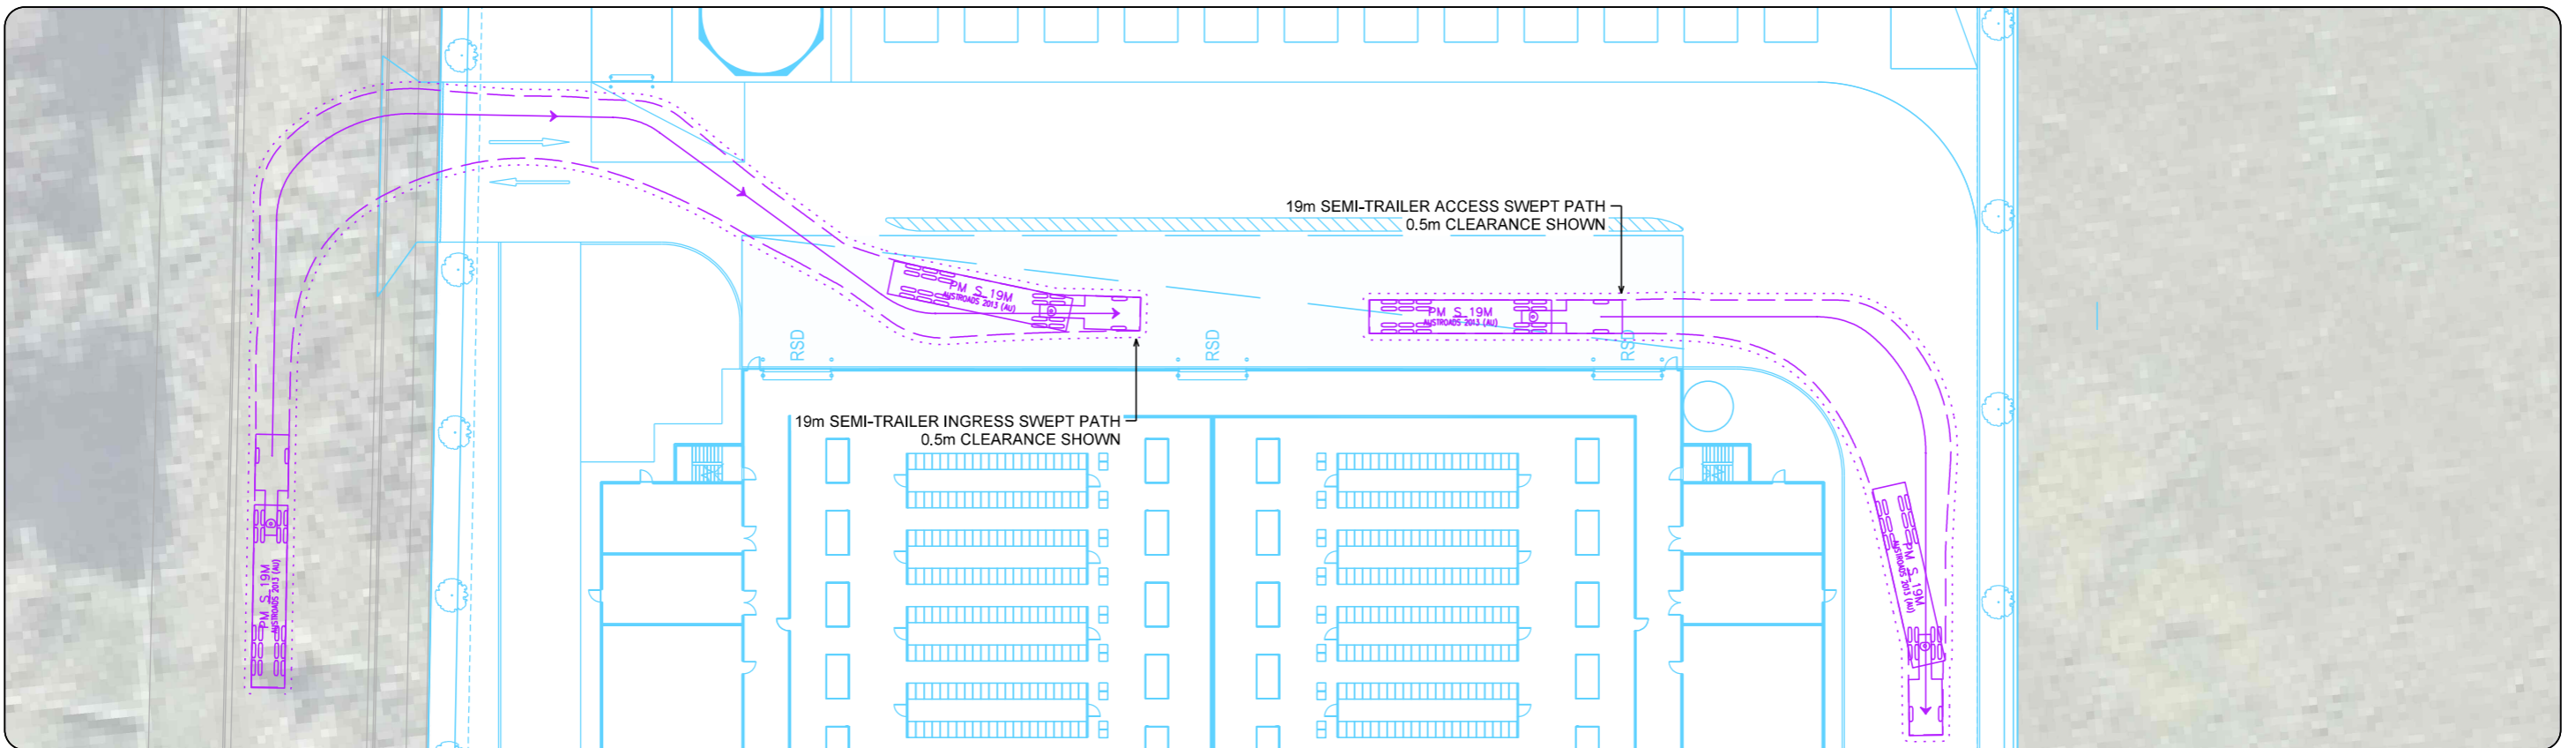 19m SEMI-TRAILER ACCESS SWEPT PATH
0.5m CLEARANCE SHOWN
PM S 19M
AUSTROADS 2013 (AU)
PM S 19M
AUSTROADS 2013 (AU)
RSD
RSD
RSD
19m SEMI-TRAILER INGRESS SWEPT PATH
0.5m CLEARANCE SHOWN
PM S 19M
AUSTROADS 2013 (AU)
PM S 19M
AUSTROADS 2013 (AU)